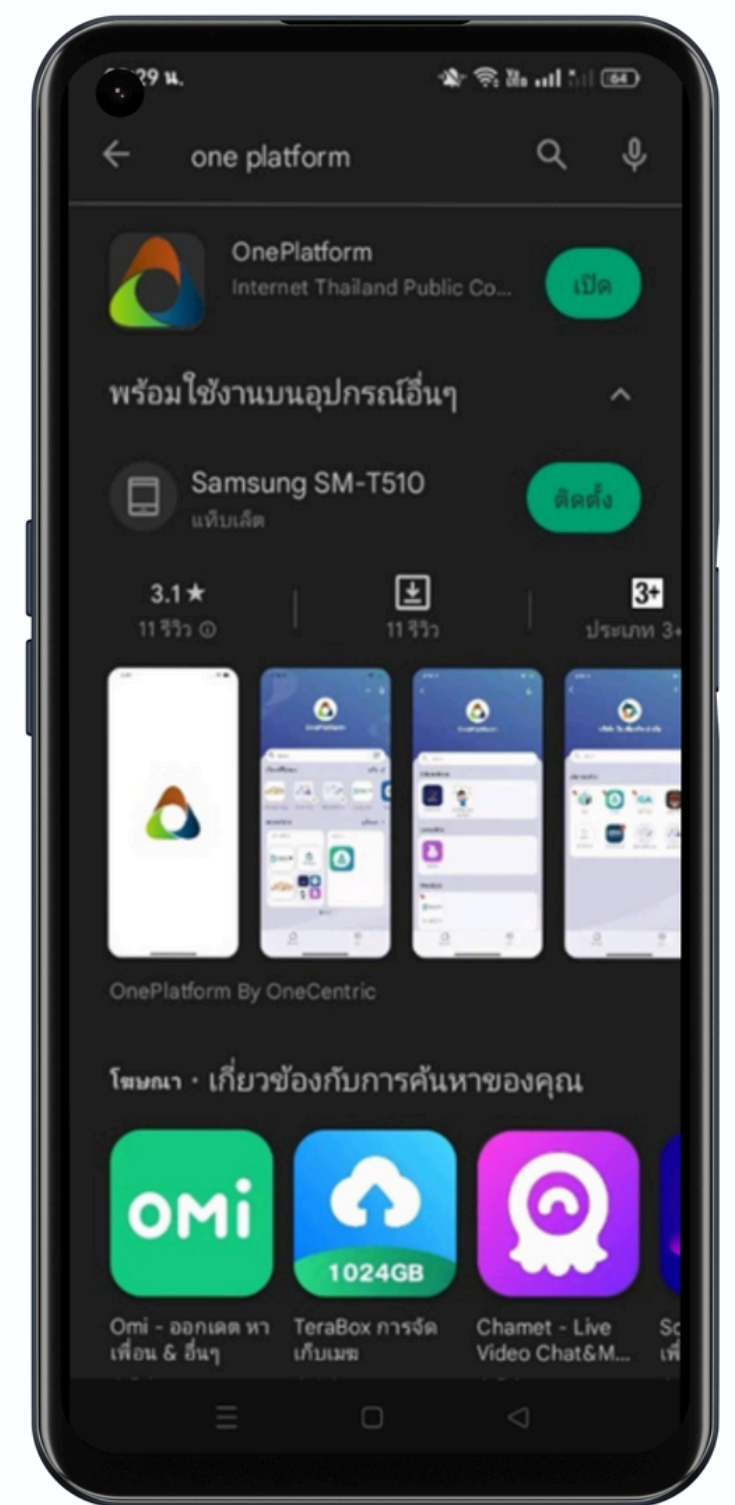 29 น.
64
one platform
OnePlatform
Internet Thailand Public Co...
เปิด
พร้อมใช้งานบนอุปกรณ์อื่นๆ
Samsung SM-T510
แท็บเล็ต
ติดตั้ง
3.1★
3+
11 รีวิว
11 รีวิว
ประเภท 3+
OnePlatform
OnePlatform
OnePlatform By OneCentric
โฆษณา · เกี่ยวข้องกับการค้นหาของคุณ
omi
1024GB
Omi - ออกเดต หา
เพื่อน & อื่นๆ
TeraBox การจัด
เก็บเมฆ
Chamet - Live
Video Chat&M...